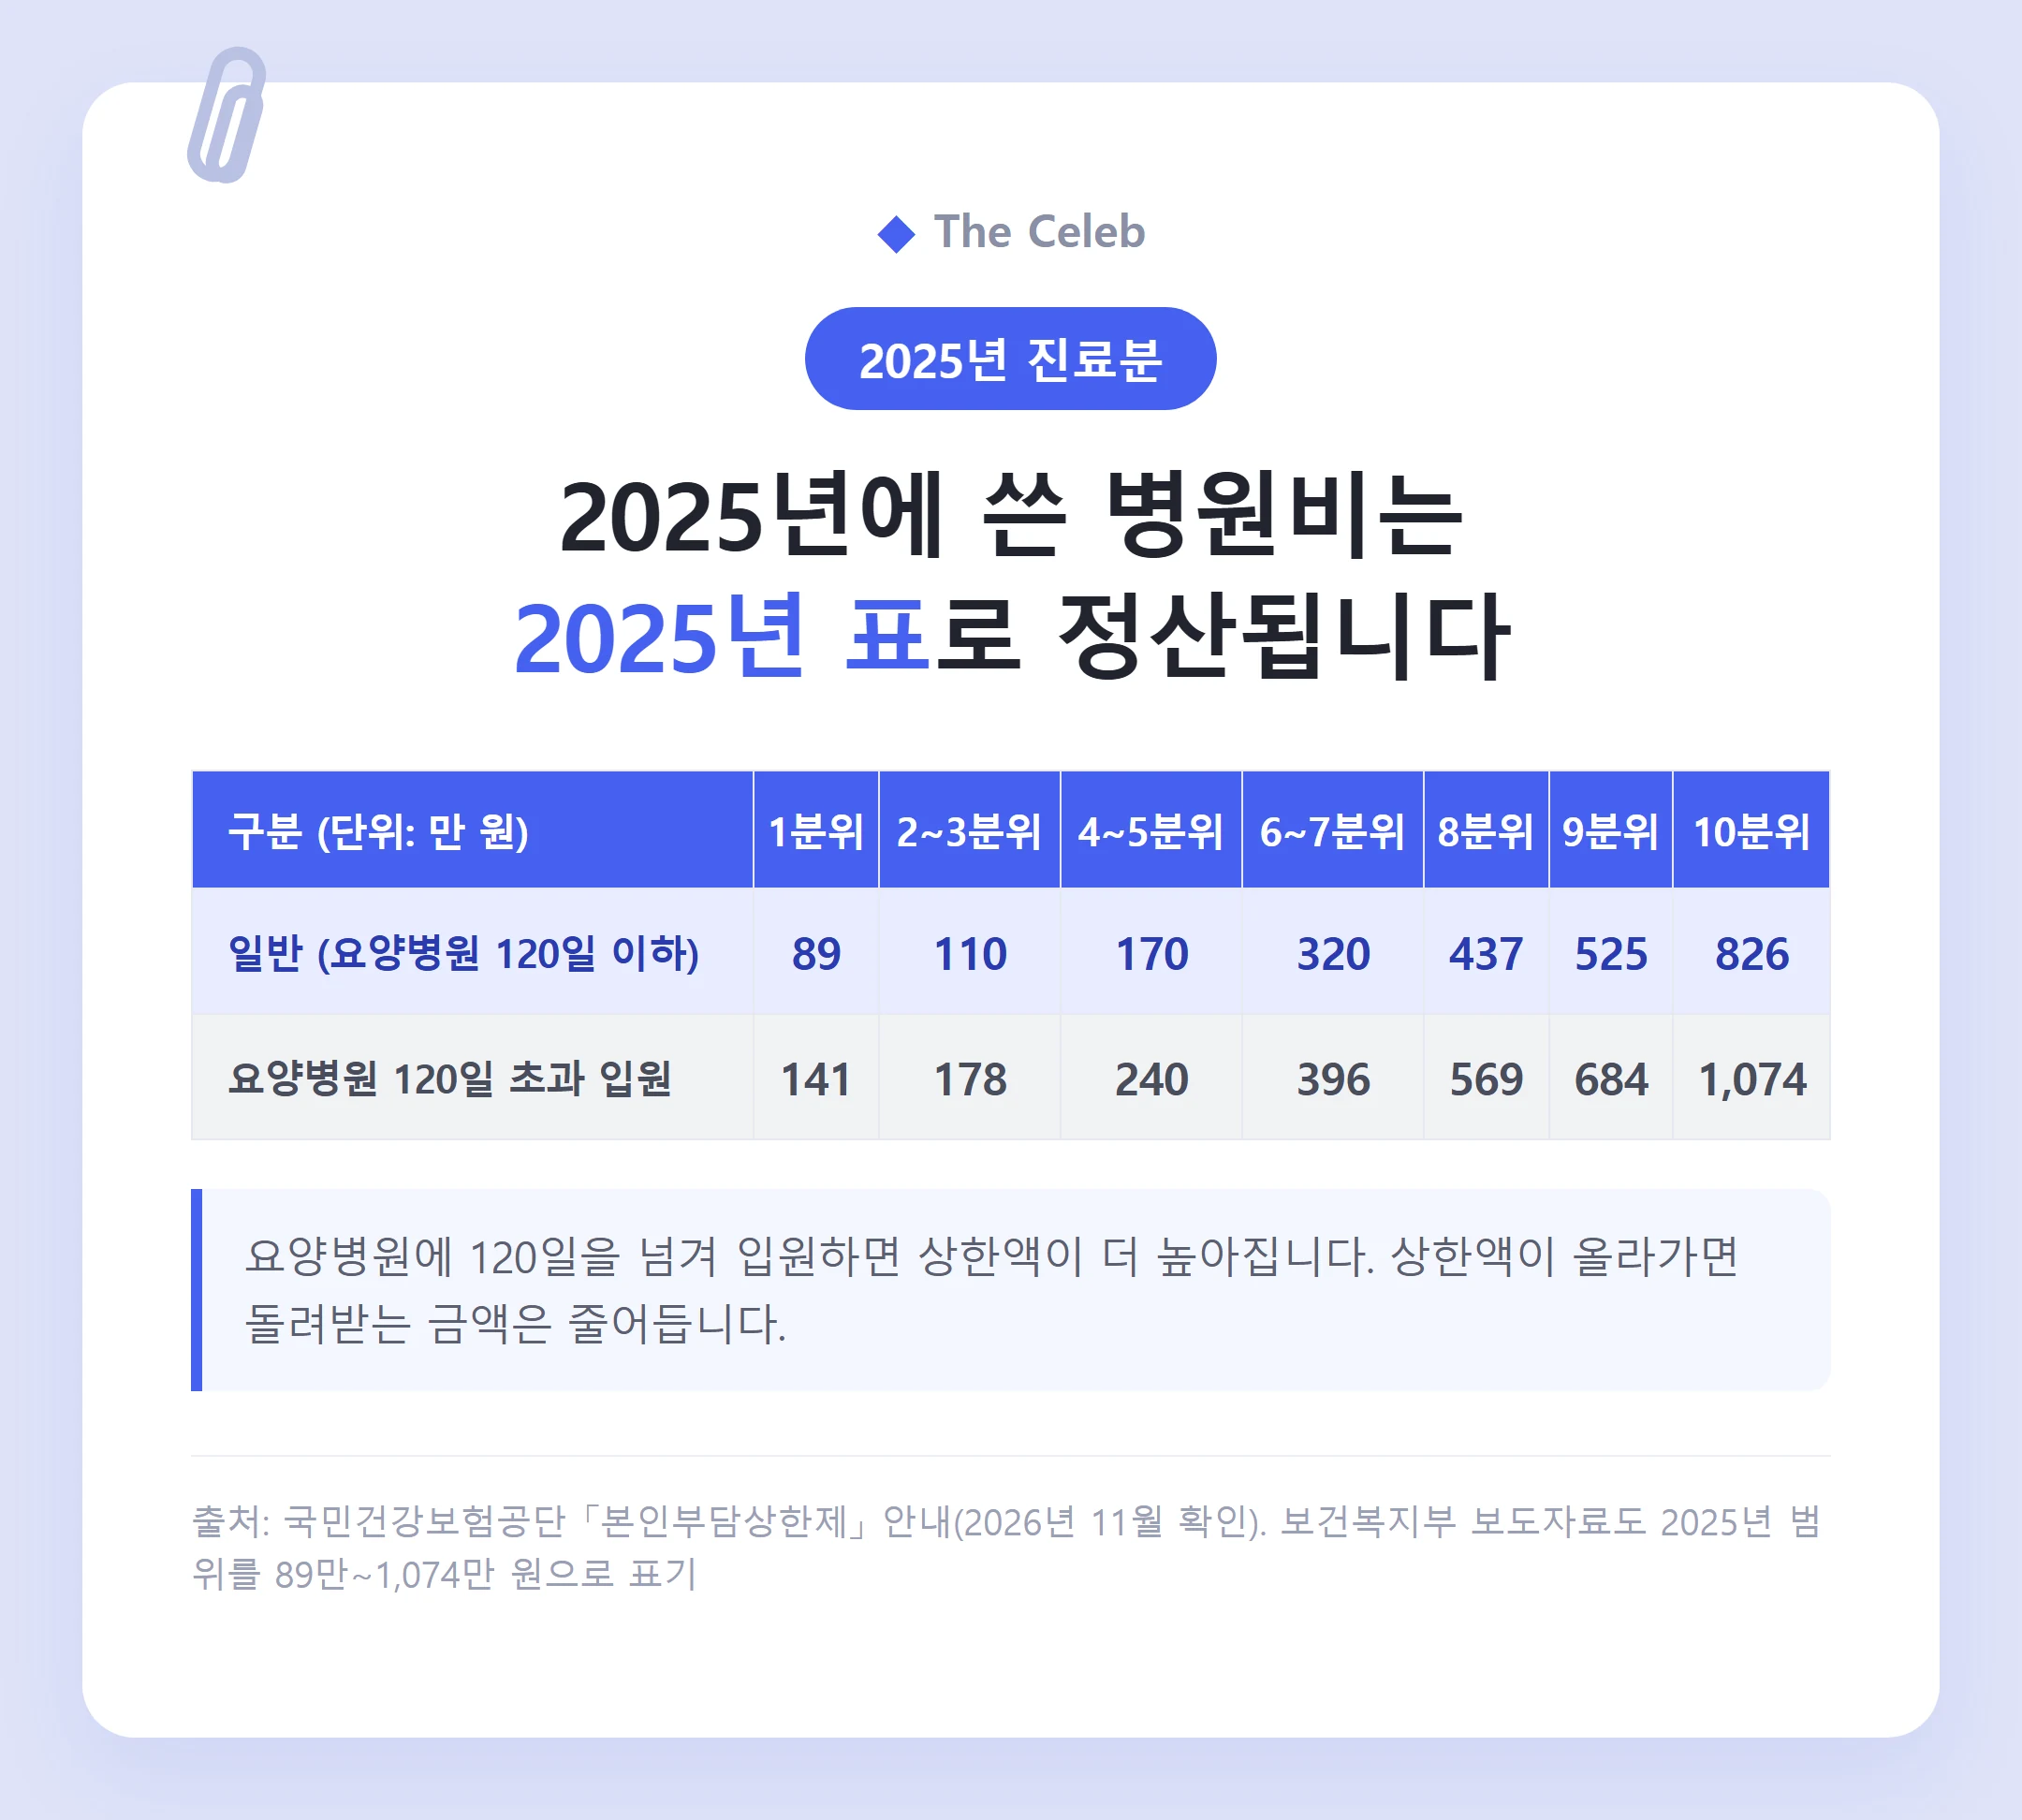 The Celeb
2025년 진료분
2025년에 쓴 병원비는
2025년 표로 정산됩니다
구분 (단위: 만 원) 1분위 2~3분위 4~5분위 6~7분위 8분위 9분위 10분위
일반 (요양병원 120일 이하) 89 110 170 320 437 525 826
요양병원 120일 초과 입원 141 178 240 396 569 684 1,074
요양병원에 120일을 넘겨 입원하면 상한액이 더 높아집니다. 상한액이 올라가면
돌려받는 금액은 줄어듭니다.
출처: 국민건강보험공단「본인부담상한제」안내(2026년 11월 확인). 보건복지부 보도자료도 2025년 범
위를 89만~1,074만 원으로 표기